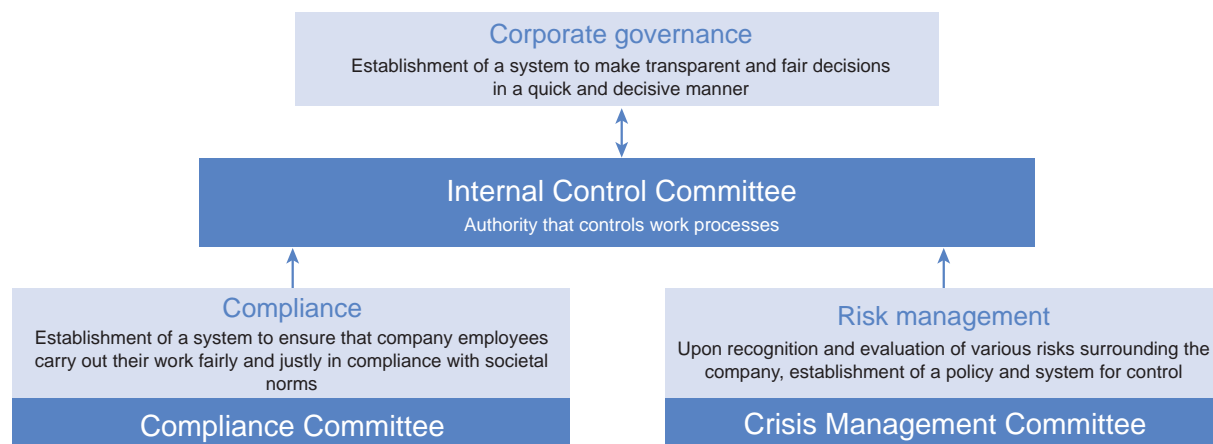 Corporate governance
Establishment of a system to make transparent and fair decisions
in a quick and decisive manner
Internal Control Committee
Authority that controls work processes
Compliance
Establishment of a system to ensure that company employees
carry out their work fairly and justly in compliance with societal
norms
Compliance Committee
Risk management
Upon recognition and evaluation of various risks surrounding the
company, establishment of a policy and system for control
Crisis Management Committee